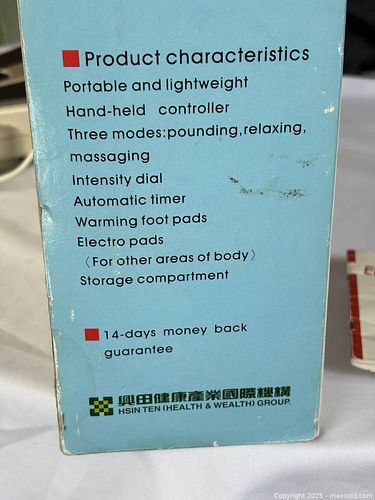 Product characteristics
Portable and lightweight
Hand-held controller
Three modes:pounding,relaxing,
massaging
Intensity dial
Automatic timer
Warming foot pads
Electro pads
〈For other areas of body〉
Storage compartment
14-days money back
guarantee
興田健康產業國際機構
HSIN TEN (HEALTH & WEALTH) GROUP.
Copyright © 2025 - maxsold.com